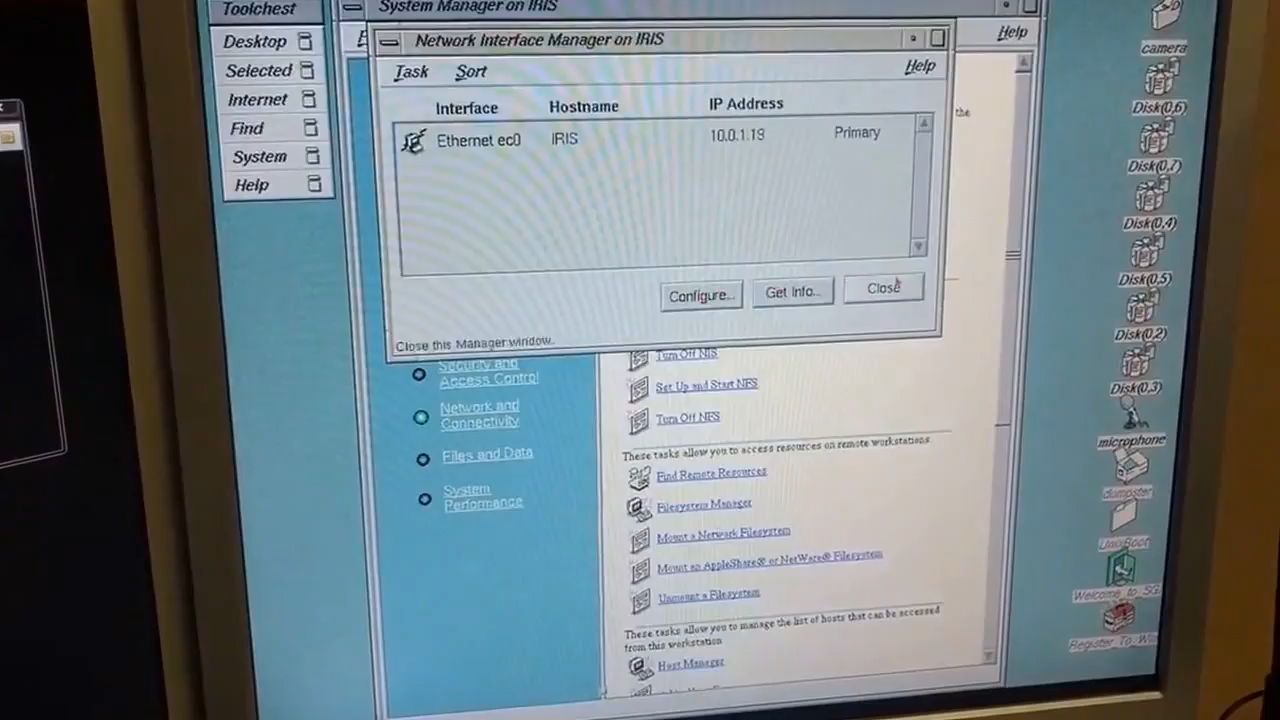 Toolchest
Desktop
Selected
Internet
Find
System
Help
System Manager on IRIS
Help
Network Interface Manager on IRIS
Task Sort Help
Interface Hostname IP Address
Ethernet ec0 IRIS 10.0.1.19 Primary
Configure... Get Info... Close
Close this Manager window.
the
Security and
Access Control
Network and
Connectivity
Files and Data
System
Performance
Turn Off NIS
Set Up and Start NFS
Turn Off NFS
These tasks allow you to access resources on remote workstations.
Find Remote Resources
Filesystem Manager
Mount a Network Filesystem
Mount an AppleShare® or NetWare® Filesystem
Unmount a Filesystem
These tasks allow you to manage the list of hosts that can be accessed
from this workstation
Host Manager
camera
Disk(0,6)
Disk(0,7)
Disk(0,4)
Disk(0,5)
Disk(0,2)
Disk(0,3)
microphone
dumpster
Welcome_to_SG
Register_To_Wi